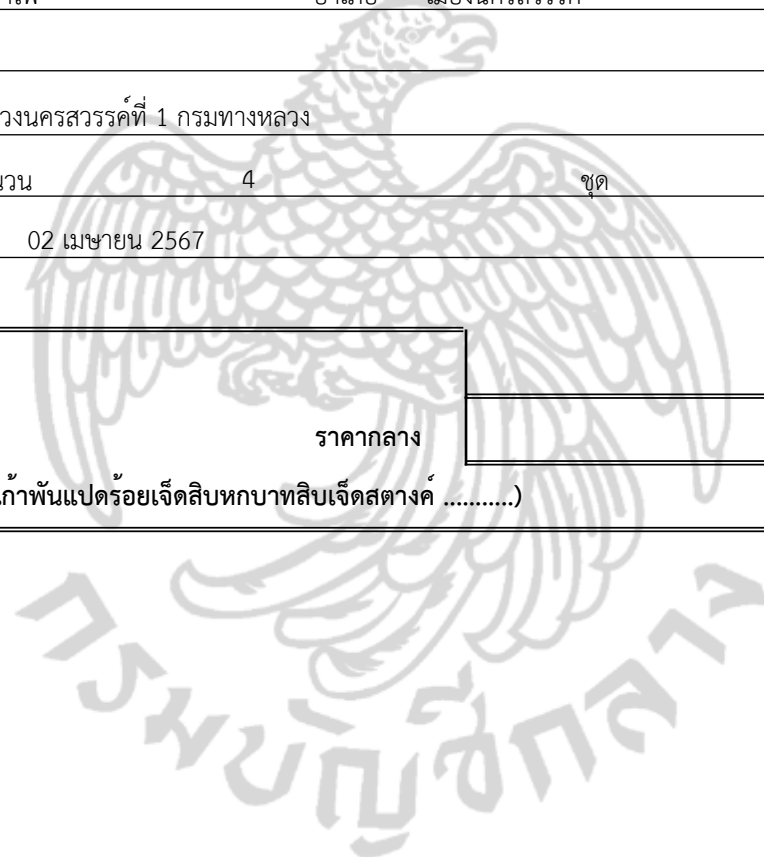 วงนครสวรรค์ที่ 1 กรมทางหลวง
4 ชุด
02 เมษายน 2567
ราคากลาง
เก้าพันแปดร้อยเจ็ดสิบหกบาทสิบเจ็ดสตางค์ ...........)
กรมบัญชีกลาง